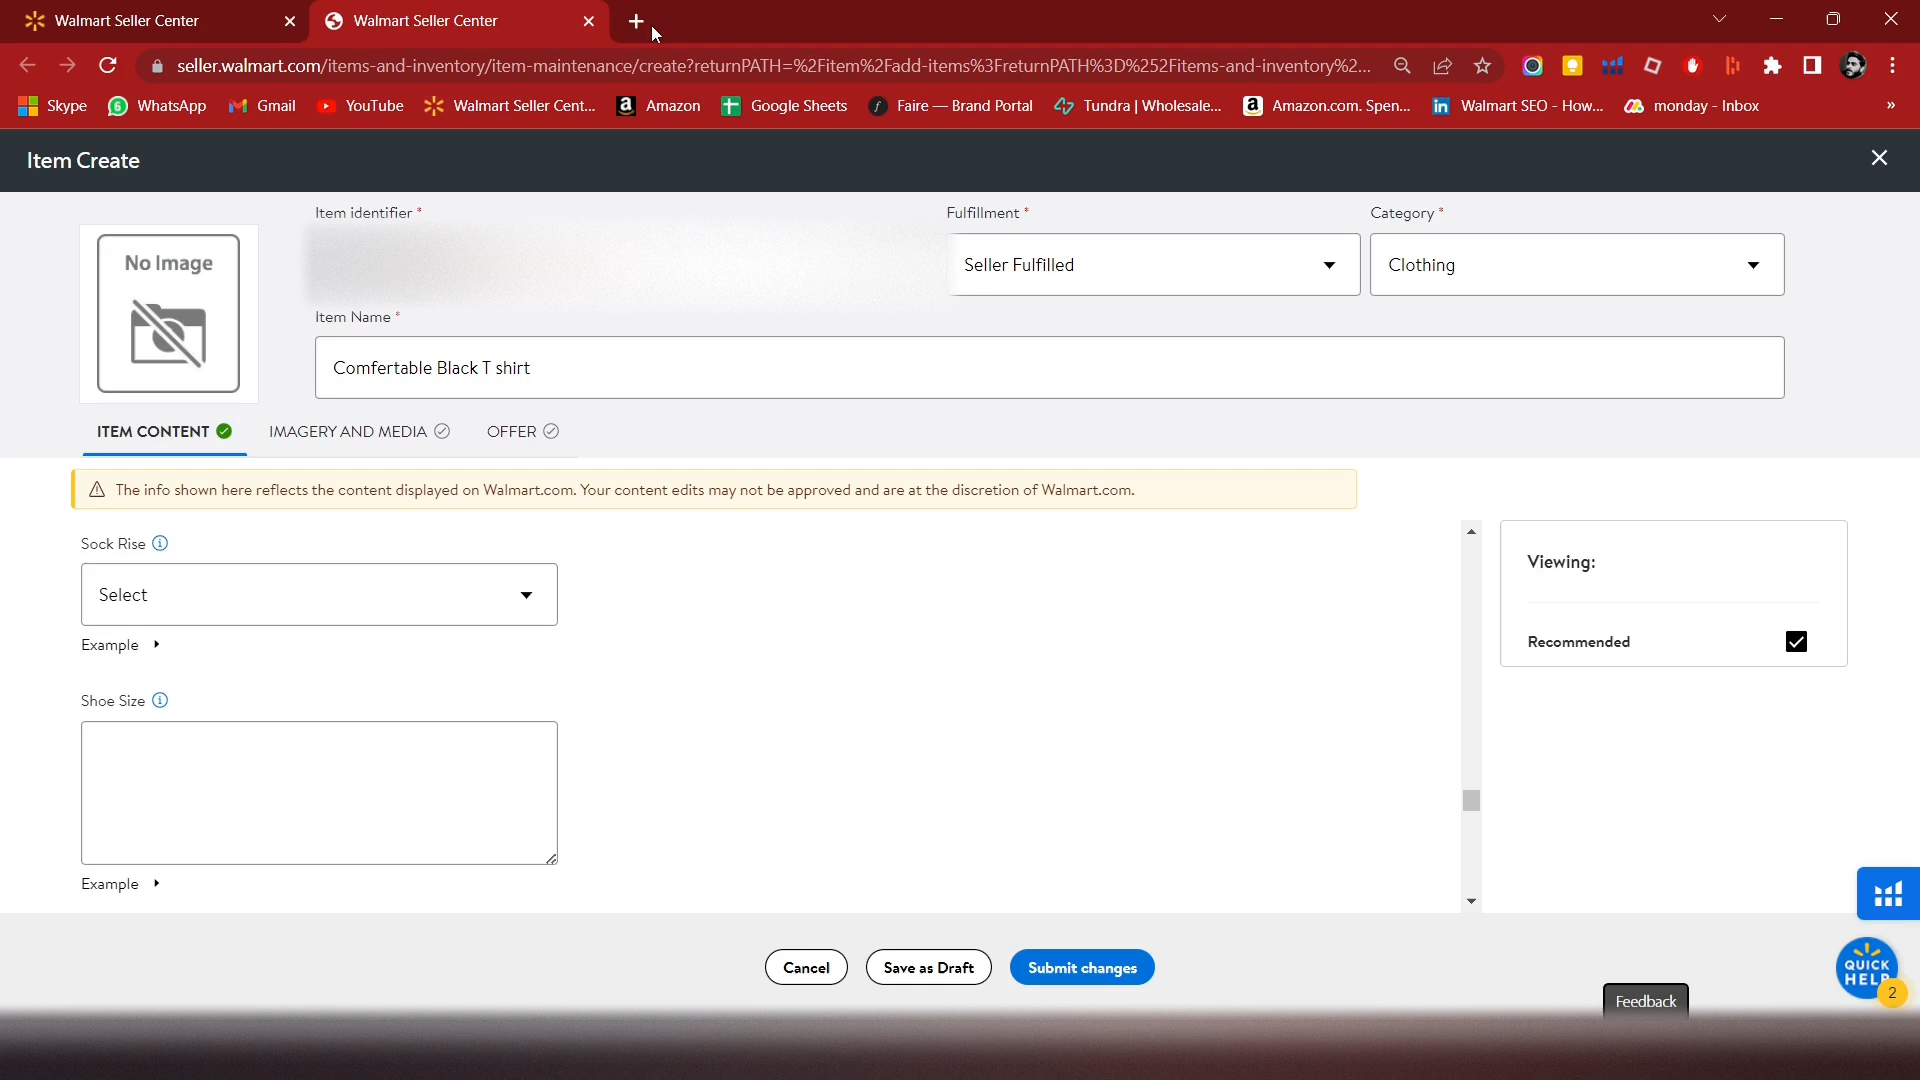 Walmart Seller Center
Walmart Seller Center
seller.walmart.com/items-and-inventory/item-maintenance/create?returnPATH=%2Fitem%2Fadd-items%3FreturnPATH%3D%252Fitems-and-inventory%2...
Skype
WhatsApp
Gmail
YouTube
Walmart Seller Cent...
Amazon
Google Sheets
Faire — Brand Portal
Tundra | Wholesale...
Amazon.com. Spen...
Walmart SEO - How...
monday - Inbox
»
Item Create
Item identifier *
Fulfillment *
Category *
No Image
Seller Fulfilled
Clothing
Item Name *
Comfertable Black T shirt
ITEM CONTENT
IMAGERY AND MEDIA
OFFER
The info shown here reflects the content displayed on Walmart.com. Your content edits may not be approved and are at the discretion of Walmart.com.
Sock Rise
Select
Example
Shoe Size
Example
Viewing:
Recommended
Cancel
Save as Draft
Submit changes
QUICK
HELP
2
Feedback